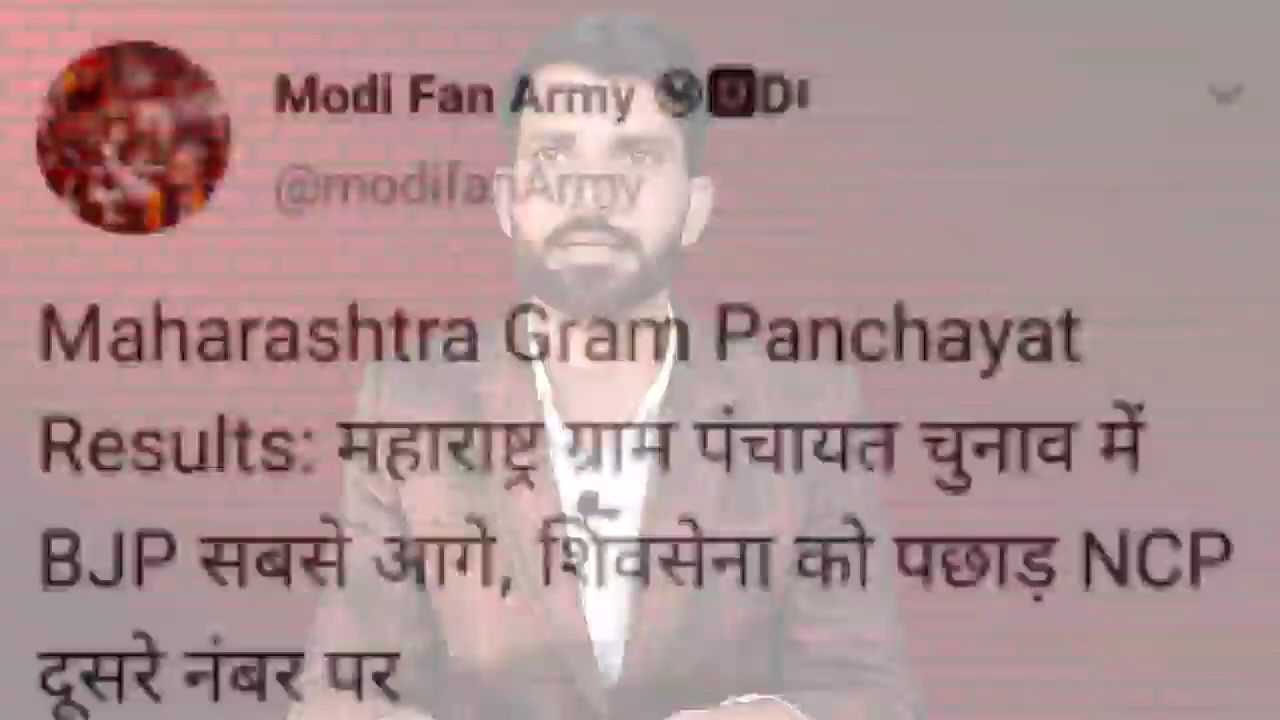 Modi Fan Army
@modifanArmy
Maharashtra Gram Panchayat
Results: महाराष्ट्र ग्राम पंचायत चुनाव में
BJP सबसे आगे, शिवसेना को पछाड़ NCP
दूसरे नंबर पर